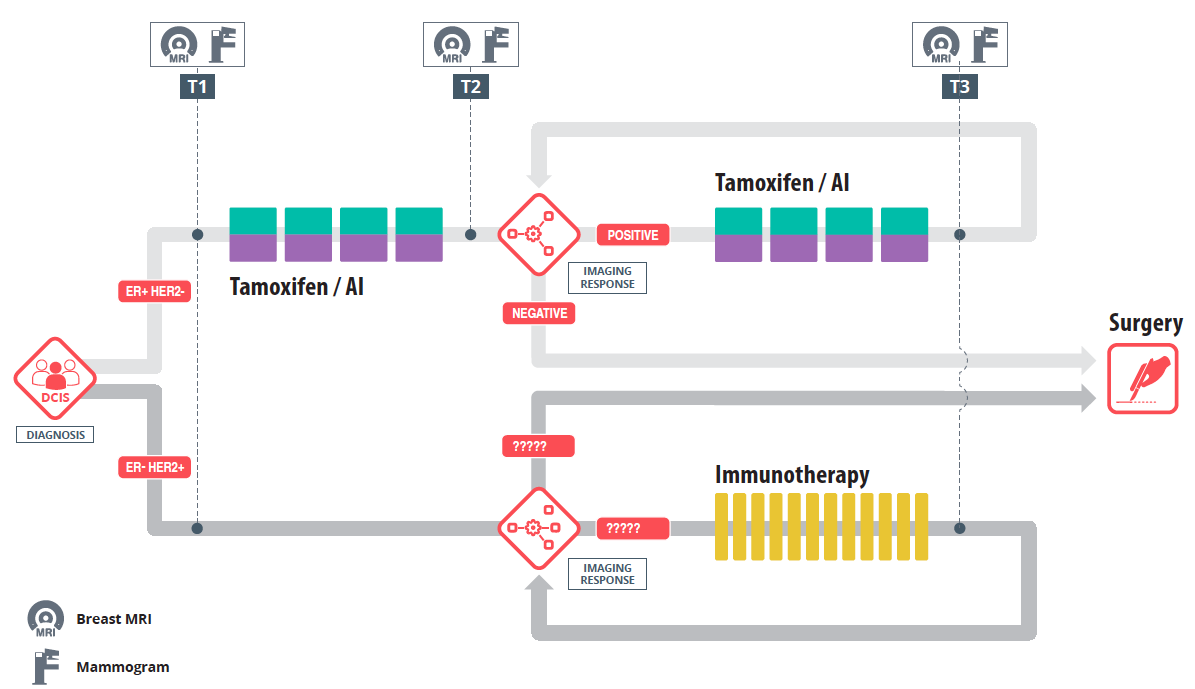 MRI
MRI
MRI
T1
T2
T3
Tamoxifen / AI
POSITIVE
IMAGING
RESPONSE
Tamoxifen / AI
ER+ HER2-
NEGATIVE
Surgery
DCIS
DIAGNOSIS
?????
ER- HER2+
Immunotherapy
?????
IMAGING
RESPONSE
MRI
Breast MRI
Mammogram